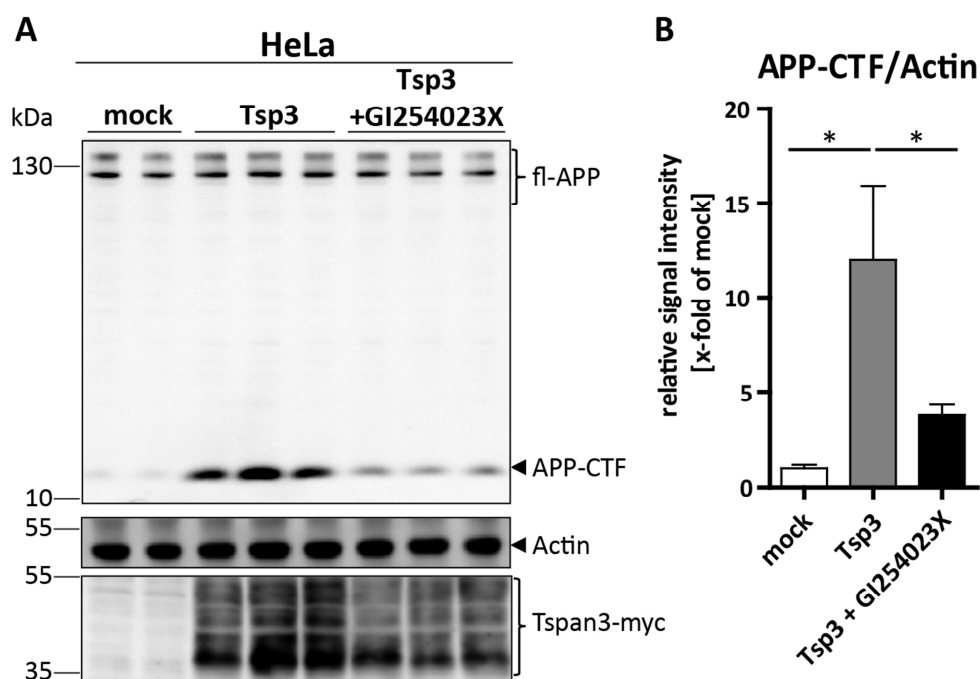 A
HeLa
kDa
mock
Tsp3
Tsp3
+GI254023X
130
fl-APP
APP-CTF
10
55
Actin
55
Tspan3-myc
35
B
APP-CTF/Actin
relative signal intensity
[x-fold of mock]
20
15
10
5
0
*
*
mock
Tsp3
Tsp3 + GI254023X